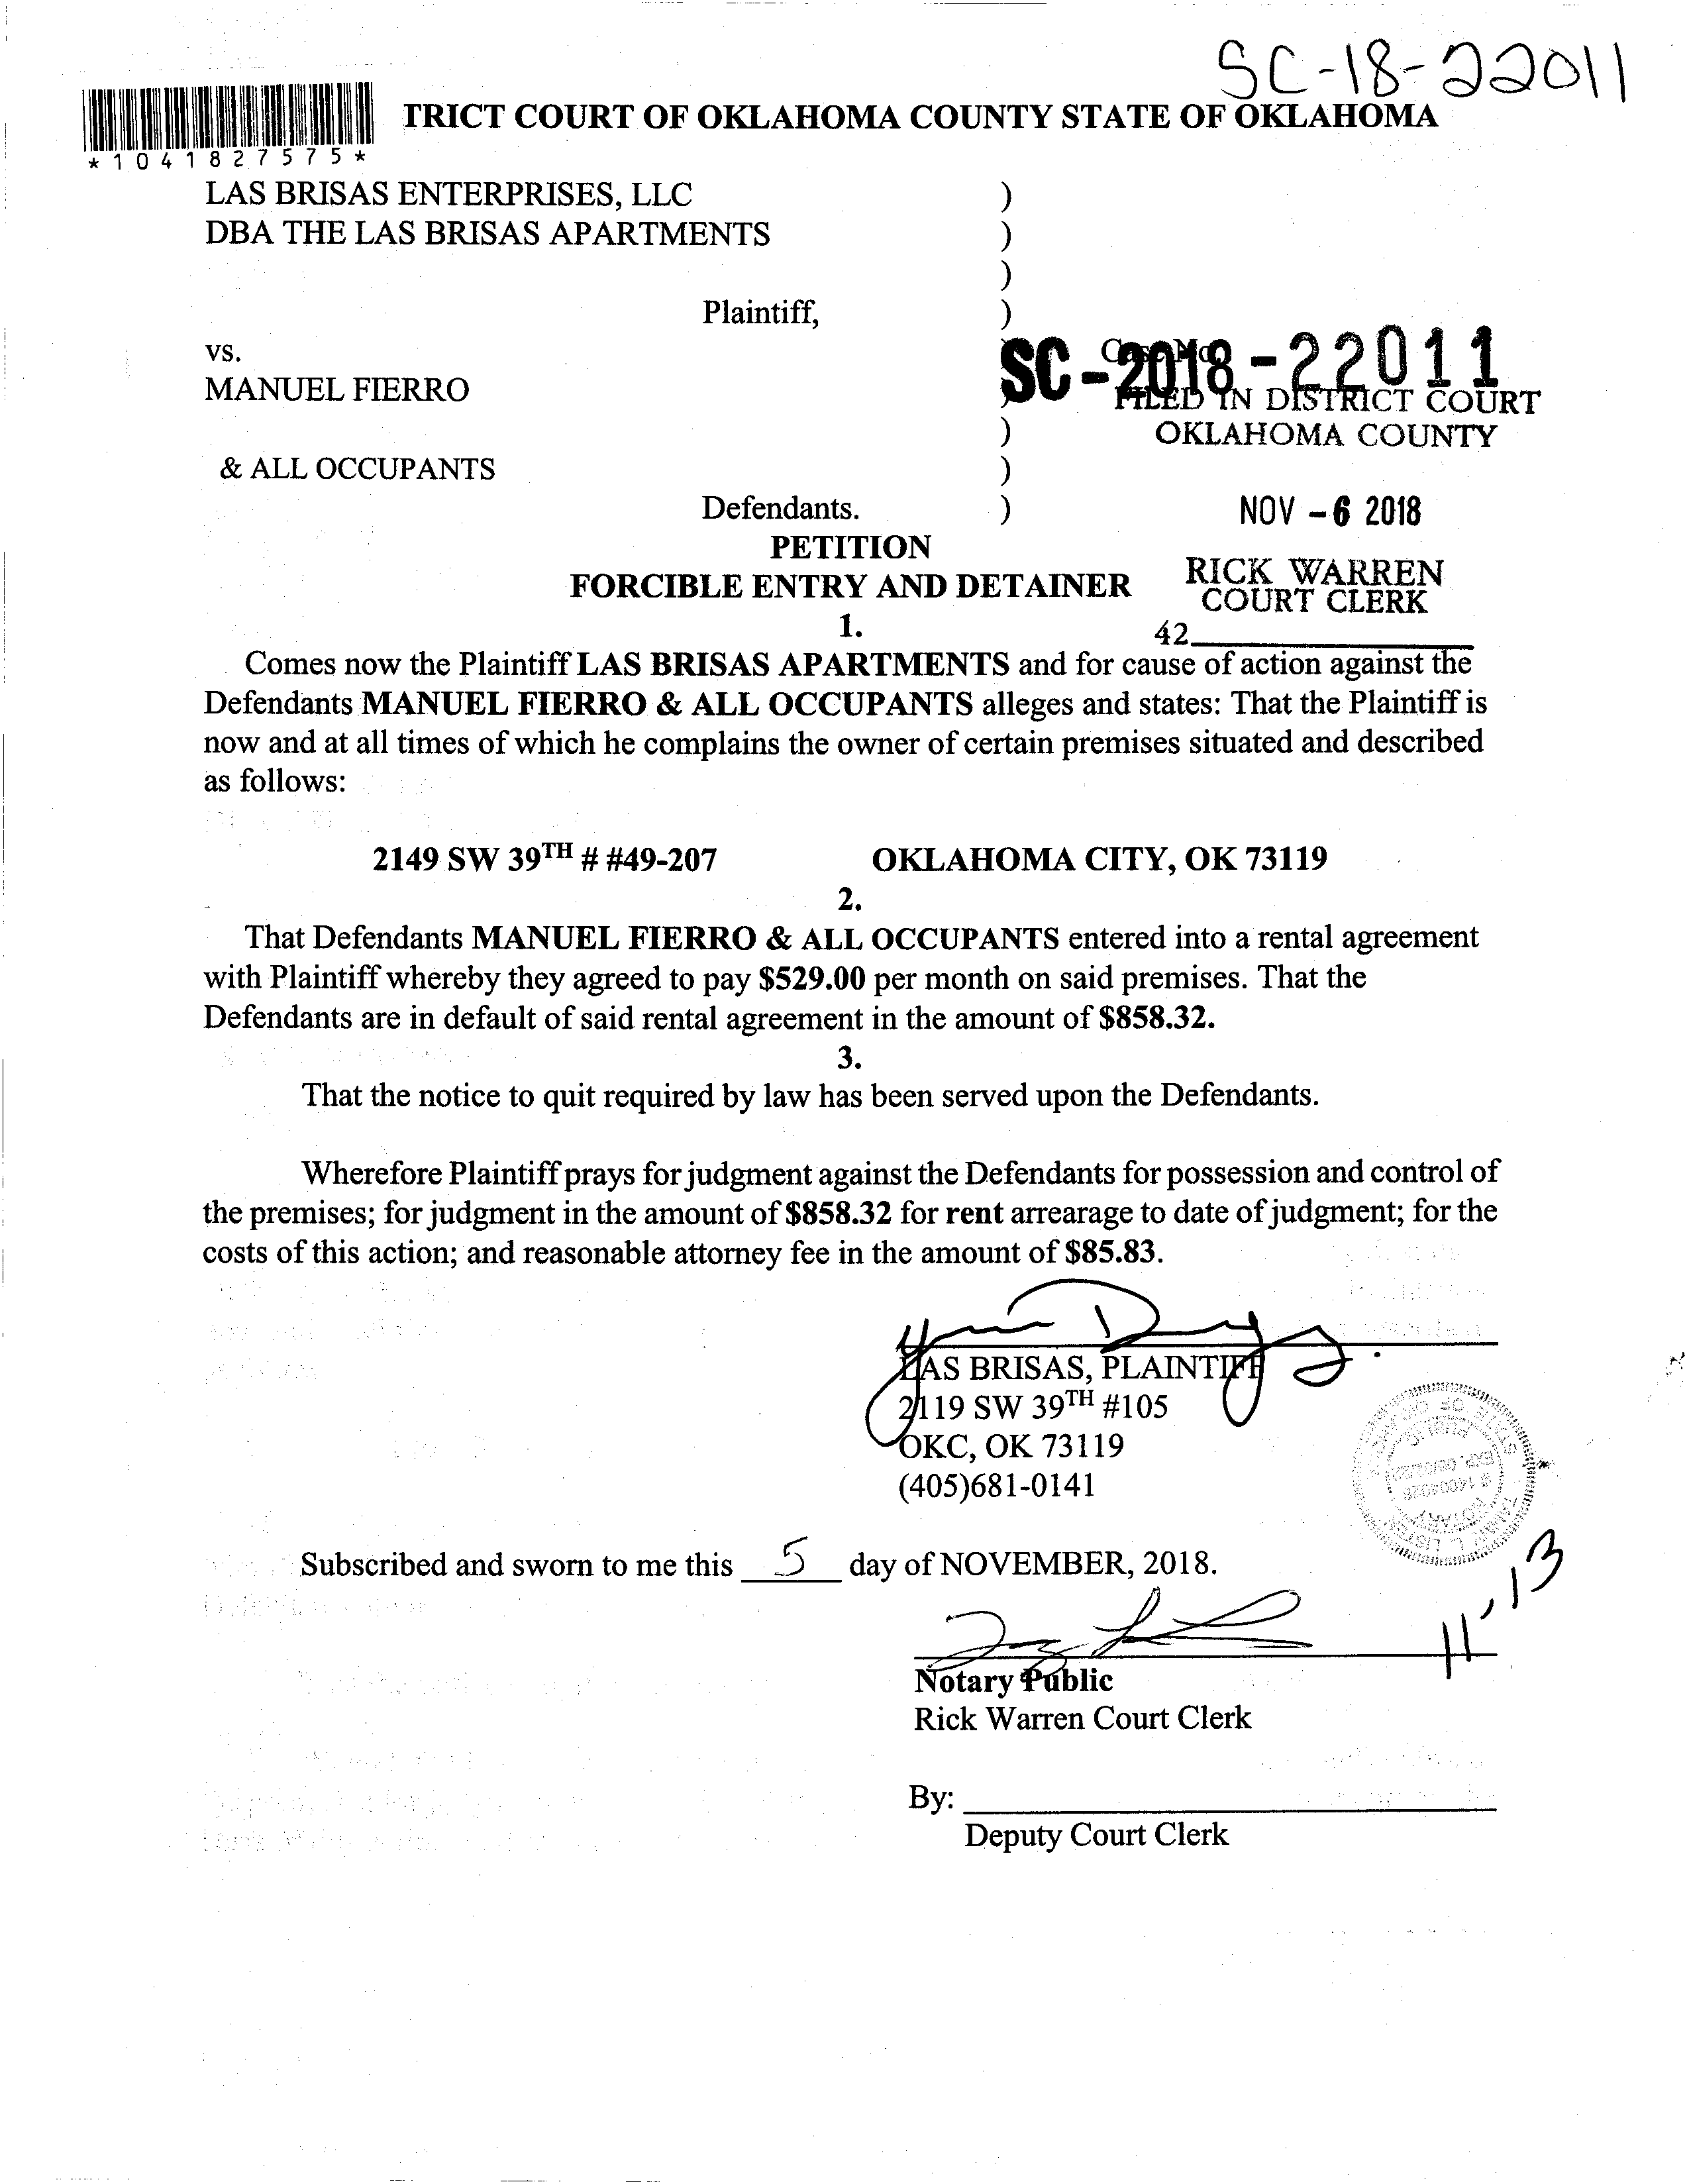 SC-18-22011
TRICT COURT OF OKLAHOMA COUNTY STATE OF OKLAHOMA
*1041827575*
LAS BRISAS ENTERPRISES, LLC )
DBA THE LAS BRISAS APARTMENTS )
)
Plaintiff, )
vs.
SC-2018-22011
MANUEL FIERRO
FILED IN DISTRICT COURT
) OKLAHOMA COUNTY
& ALL OCCUPANTS )
Defendants. ) NOV -6 2018
PETITION
FORCIBLE ENTRY AND DETAINER
RICK WARREN
COURT CLERK
1.
42
Comes now the Plaintiff LAS BRISAS APARTMENTS and for cause of action against the
Defendants MANUEL FIERRO & ALL OCCUPANTS alleges and states: That the Plaintiff is
now and at all times of which he complains the owner of certain premises situated and described
as follows:
2149 SW 39TH # #49-207 OKLAHOMA CITY, OK 73119
2.
That Defendants MANUEL FIERRO & ALL OCCUPANTS entered into a rental agreement
with Plaintiff whereby they agreed to pay $529.00 per month on said premises. That the
Defendants are in default of said rental agreement in the amount of $858.32.
3.
That the notice to quit required by law has been served upon the Defendants.
Wherefore Plaintiff prays for judgment against the Defendants for possession and control of
the premises; for judgment in the amount of $858.32 for rent arrearage to date of judgment; for the
costs of this action; and reasonable attorney fee in the amount of $85.83.
LAS BRISAS, PLAINTIFF
2119 SW 39TH #105
OKC, OK 73119
(405)681-0141
Subscribed and sworn to me this 5 day of NOVEMBER, 2018.
11,13
Notary Public
Rick Warren Court Clerk
By:
Deputy Court Clerk